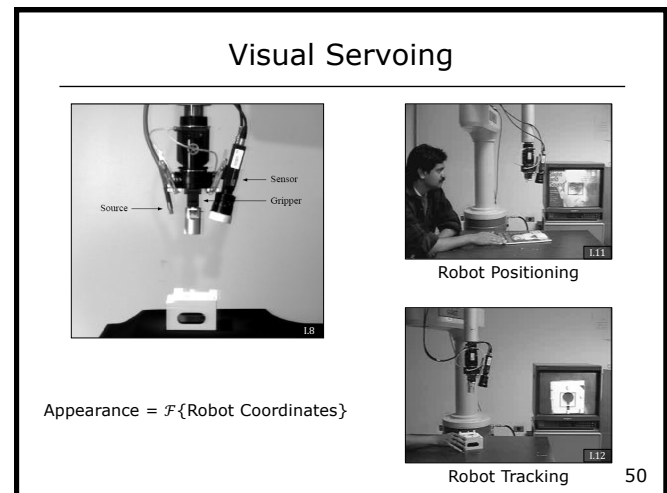 Visual Servoing
Source
Sensor
Gripper
I.8
I.11
Robot Positioning
Appearance = ℱ{Robot Coordinates}
I.12
Robot Tracking
50